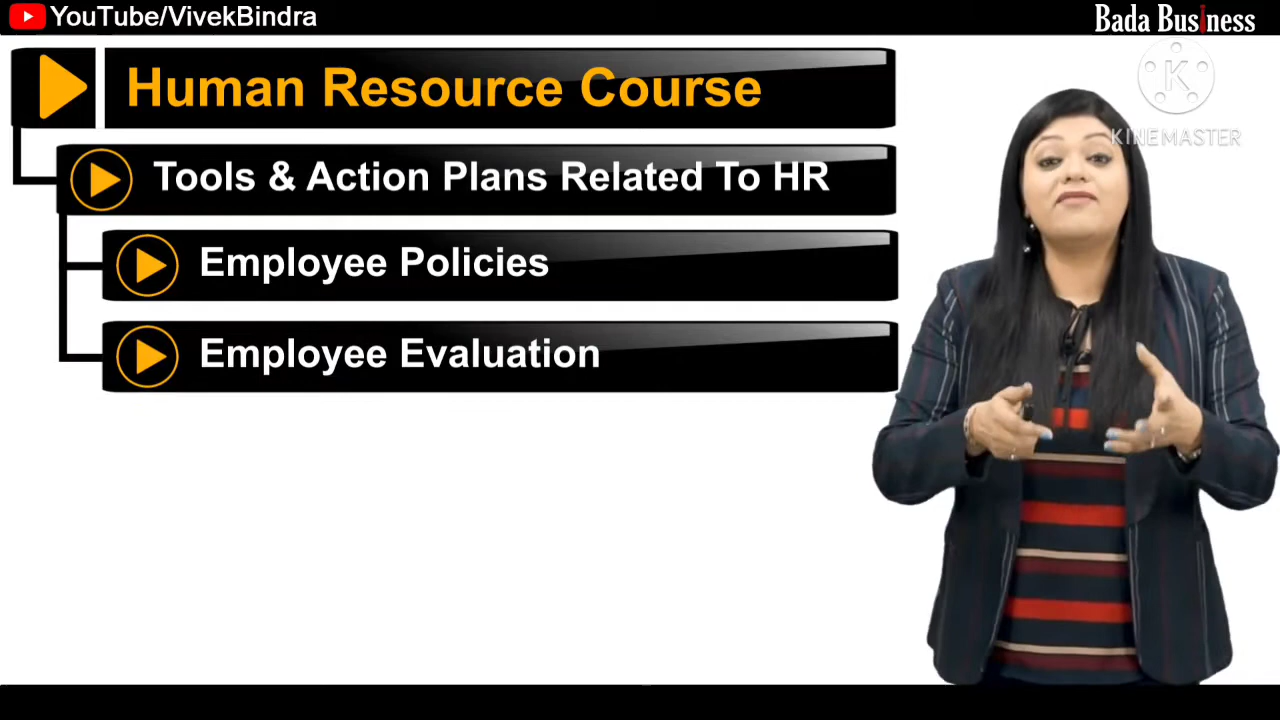 YouTube/VivekBindra
Bada Business
K
KINEMASTER
Human Resource Course
Tools & Action Plans Related To HR
Employee Policies
Employee Evaluation